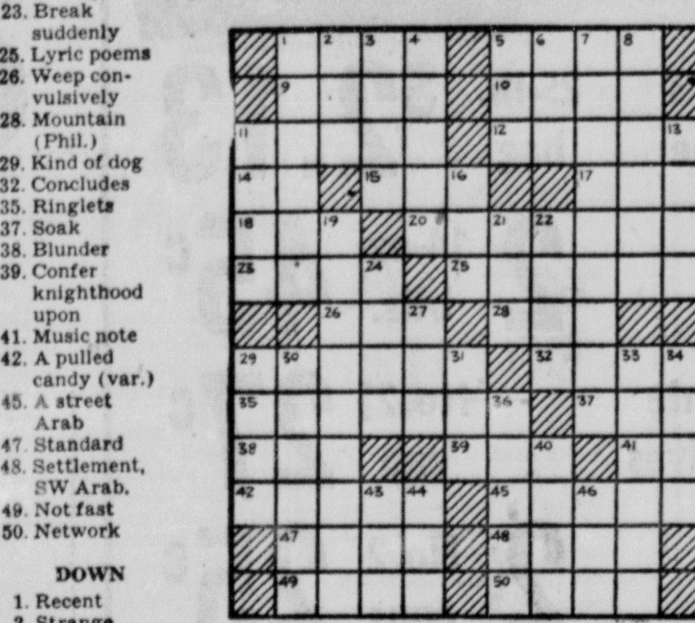 23. Break
suddenly
25. Lyric poems
26. Weep con-
vulsively
28. Mountain
(Phil.)
29. Kind of dog
32. Concludes
35. Ringlets
37. Soak
38. Blunder
39. Confer
knighthood
upon
41. Music note
42. A pulled
candy (var.)
45. A street
Arab
47. Standard
48. Settlement,
SW Arab.
49. Not fast
50. Network
DOWN
1. Recent
2. Strange
1 2 3 4 5 6 7 8
9 10
11 12 13
14 15 16 17
18 19 20 21 22
23 24 25
26 27 28
29 30 31 32 33 34
35 36 37
38 39 40 41
42 43 44 45 46
47 48
49 50